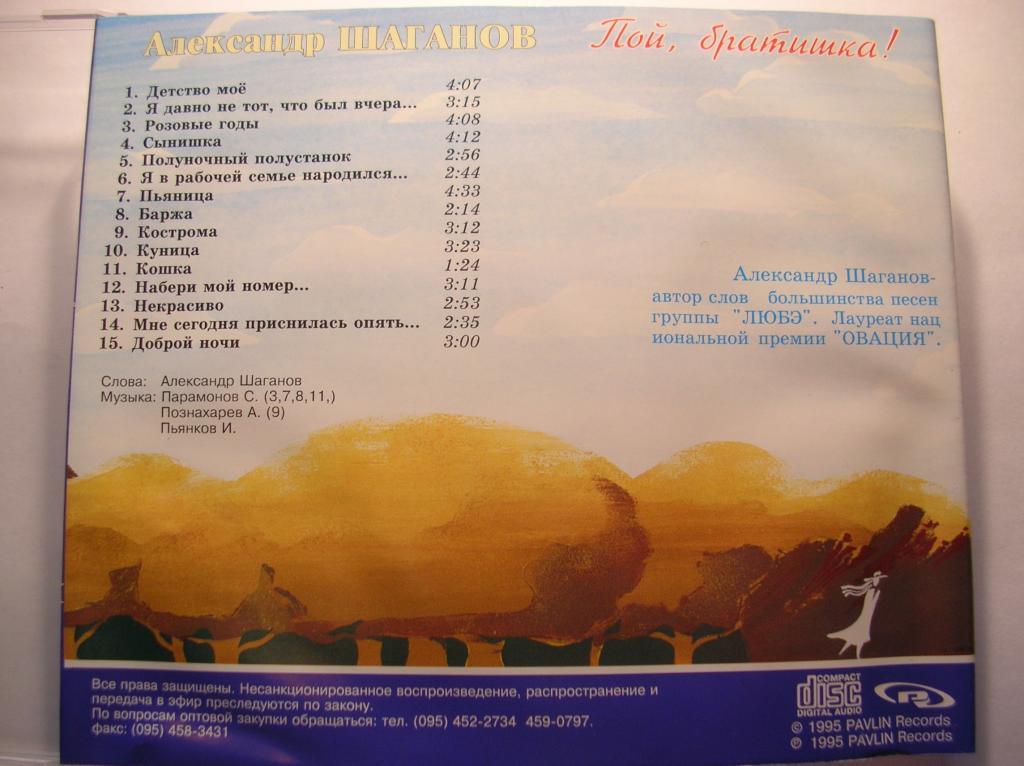 Александр ШАГАНОВ
Пой, братишка!
1. Детство моё 4:07
2. Я давно не тот, что был вчера... 3:15
3. Розовые годы 4:08
4. Сынишка 4:12
5. Полуночный полустанок 2:56
6. Я в рабочей семье народился... 2:44
7. Пьяница 4:33
8. Баржа 2:14
9. Кострома 3:12
10. Куница 3:23
11. Кошка 1:24
12. Набери мой номер... 3:11
13. Некрасиво 2:53
14. Мне сегодня приснилась опять... 2:35
15. Доброй ночи 3:00
Александр Шаганов-
автор слов большинства песен
группы "ЛЮБЭ". Лауреат нац
иональной премии "ОВАЦИЯ".
Слова: Александр Шаганов
Музыка: Парамонов С. (3,7,8,11,)
Познахарев А. (9)
Пьянков И.
Все права защищены. Несанкционированное воспроизведение, распространение и
передача в эфир преследуются по закону.
По вопросам оптовой закупки обращаться: тел. (095) 452-2734 459-0797.
факс: (095) 458-3431
COMPACT
disc
DIGITAL AUDIO
© 1995 PAVLIN Records
℗ 1995 PAVLIN Records